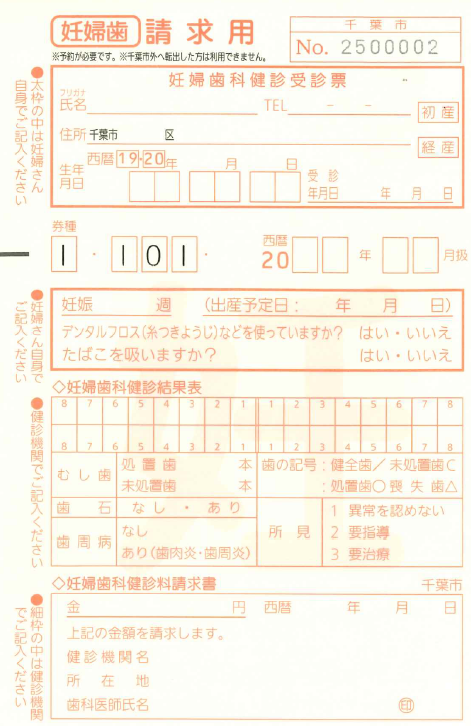 妊婦歯 請求用
※予約が必要です。※千葉市外へ転出した方は利用できません。
千葉市
No. 2500002
●太枠の中は妊婦さん
自身でご記入ください
妊婦歯科健診受診票
フリガナ
氏名 TEL － －
初産
住所 千葉市 区
経産
生年月日 西暦 19・20 年 月 日
受診年月日 年 月 日
券種
1・101・
西暦
20 年 月扱
●妊婦さん自身で
ご記入ください
妊娠 週 （出産予定日： 年 月 日）
デンタルフロス(糸つきようじ)などを使っていますか？ はい・いいえ
たばこを吸いますか？ はい・いいえ
●健診機関でご記入ください
◇妊婦歯科健診結果表
8 7 6 5 4 3 2 1 1 2 3 4 5 6 7 8
8 7 6 5 4 3 2 1 1 2 3 4 5 6 7 8
むし歯 処置歯 本
未処置歯 本
歯の記号：健全歯／ 未処置歯C
：処置歯○ 喪失歯△
歯石 なし・あり
歯周病 なし
あり(歯肉炎・歯周炎)
所見
1 異常を認めない
2 要指導
3 要治療
◇妊婦歯科健診料請求書 千葉市
●細枠の中は健診機関
でご記入ください
金 円 西暦 年 月 日
上記の金額を請求します。
健診機関名
所在地
歯科医師氏名 印